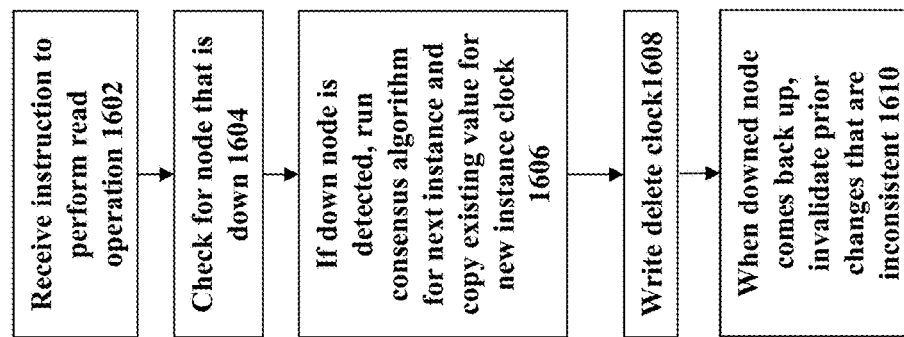 Receive instruction to
perform read
operation 1602
Check for node that is
down 1604
If down node is
detected, run
consensus algorithm
for next instance and
copy existing value for
new instance clock
1606
Write delete clock1608
When downed node
comes back up,
invalidate prior
changes that are
inconsistent 1610